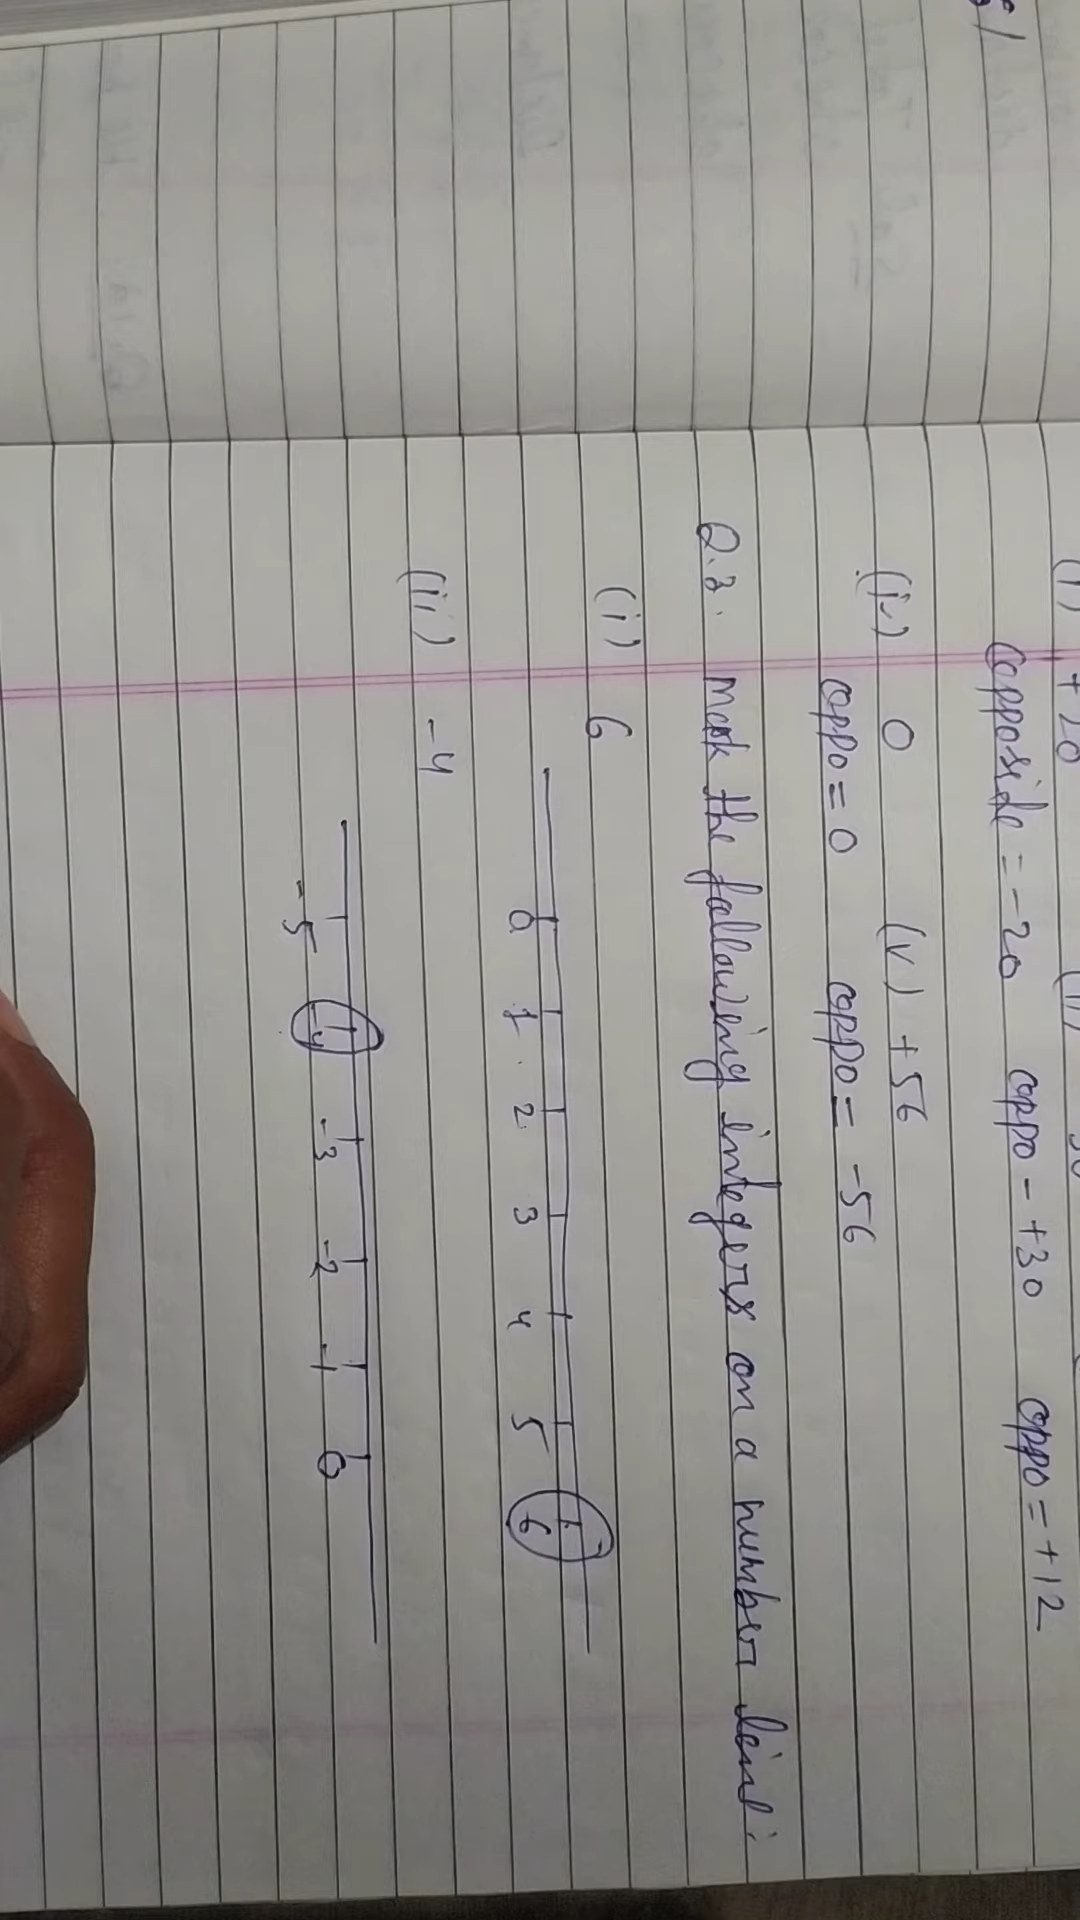 (i) +20
opposide = -20 oppo - +30 oppo = +12
(iv) 0 (v) +56
oppo = 0 oppo = -56
Q.3. Mark the following integers on a number line:
(i) 6
0 1 2 3 4 5 6
(ii) -4
-5 -4 -3 -2 -1 0